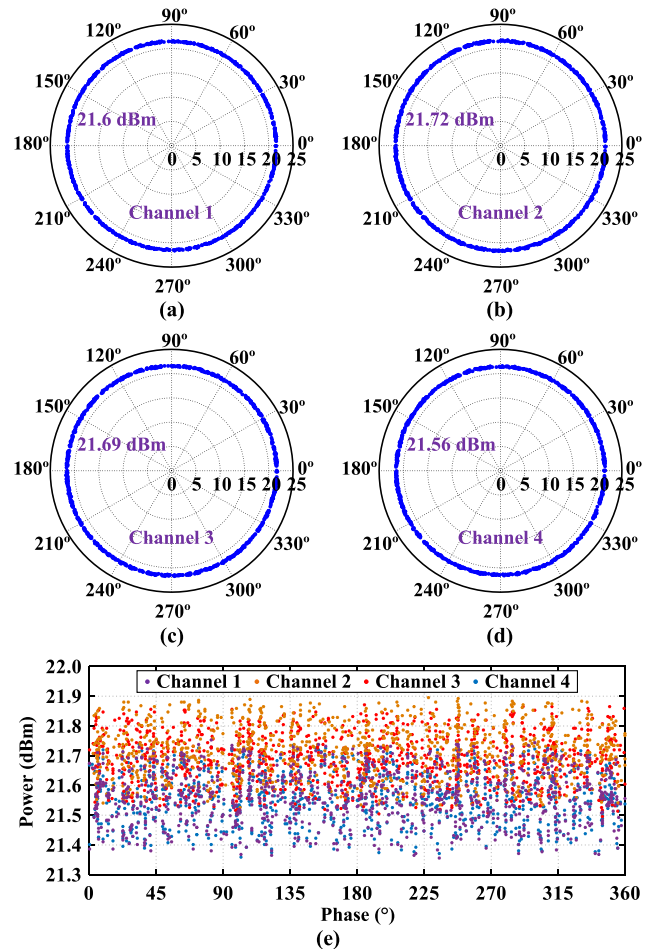 90º
120º
60º
150º
30º
21.6 dBm
180º
0º
0 5 10 15 20 25
210º
Channel 1
330º
240º
300º
270º
(a)
90º
120º
60º
150º
30º
21.72 dBm
180º
0º
0 5 10 15 20 25
210º
Channel 2
330º
240º
300º
270º
(b)
90º
120º
60º
150º
30º
21.69 dBm
180º
0º
0 5 10 15 20 25
210º
Channel 3
330º
240º
300º
270º
(c)
90º
120º
60º
150º
30º
21.56 dBm
180º
0º
0 5 10 15 20 25
210º
Channel 4
330º
240º
300º
270º
(d)
Channel 1 Channel 2 Channel 3 Channel 4
Power (dBm)
22.0
21.9
21.8
21.7
21.6
21.5
21.4
21.3
0 45 90 135 180 225 270 315 360
Phase (°)
(e)